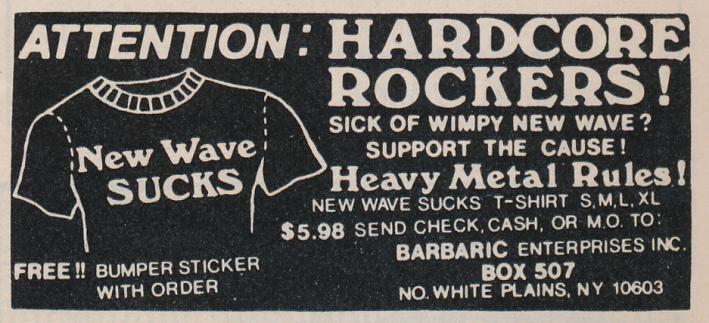 ATTENTION: HARDCORE
ROCKERS!
SICK OF WIMPY NEW WAVE?
SUPPORT THE CAUSE!
Heavy Metal Rules!
New Wave
SUCKS
NEW WAVE SUCKS T-SHIRT S,M,L,XL
$5.98 SEND CHECK, CASH, OR M.O. TO:
BARBARIC ENTERPRISES INC.
BOX 507
NO. WHITE PLAINS, NY 10603
FREE!! BUMPER STICKER
WITH ORDER